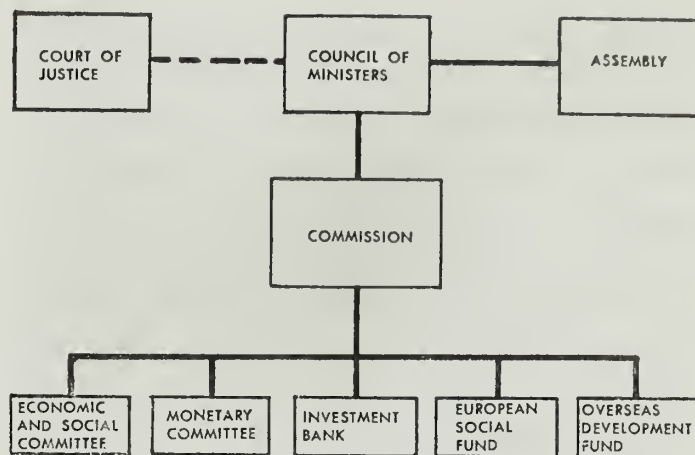 COURT OF
JUSTICE
COUNCIL OF
MINISTERS
ASSEMBLY
COMMISSION
ECONOMIC
AND SOCIAL
COMMITTEE
MONETARY
COMMITTEE
INVESTMENT
BANK
EUROPEAN
SOCIAL
FUND
OVERSEAS
DEVELOPMENT
FUND